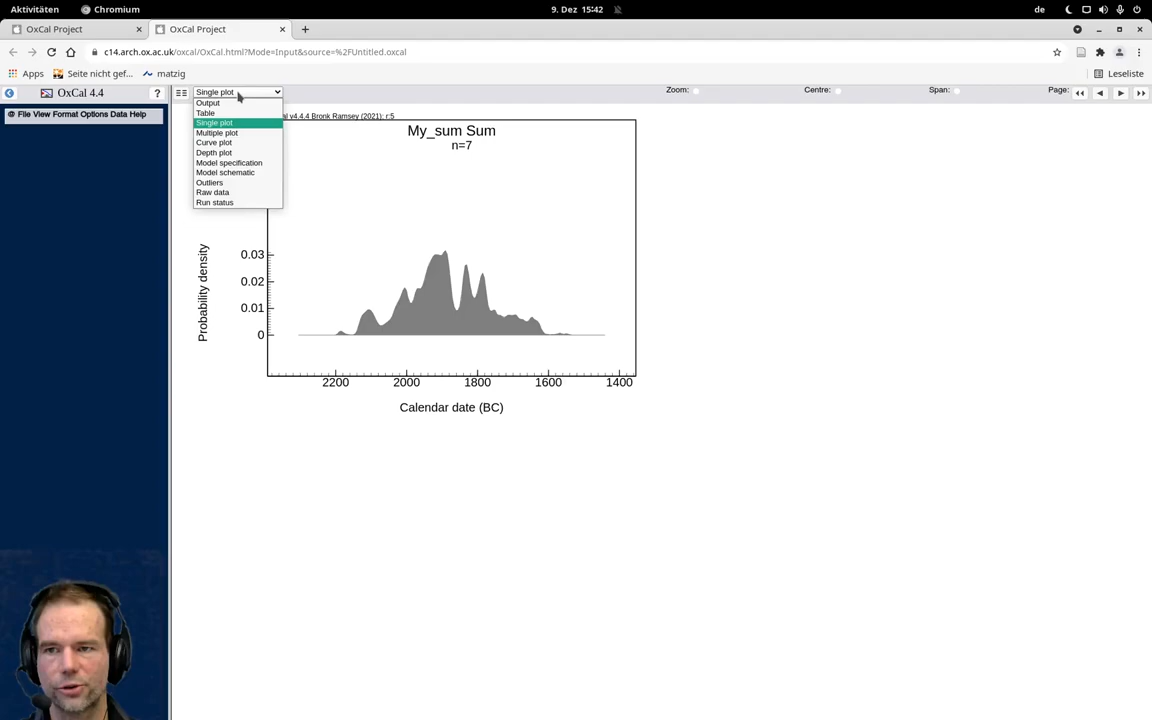 Aktivitäten Chromium 9. Dez 15:42 de
OxCal Project OxCal Project
c14.arch.ox.ac.uk/oxcal/OxCal.html?Mode=Input&source=%2FUntitled.oxcal
Apps Seite nicht gef... matzig Leseliste
OxCal 4.4 ? Single plot Zoom: Centre: Span: Page:
@ File View Format Options Data Help
Output
Table
Single plot
Multiple plot
Curve plot
Depth plot
Model specification
Model schematic
Outliers
Raw data
Run status
al v4.4.4 Bronk Ramsey (2021); r:5
My_sum Sum
n=7
Probability density
0.03
0.02
0.01
0
2200 2000 1800 1600 1400
Calendar date (BC)